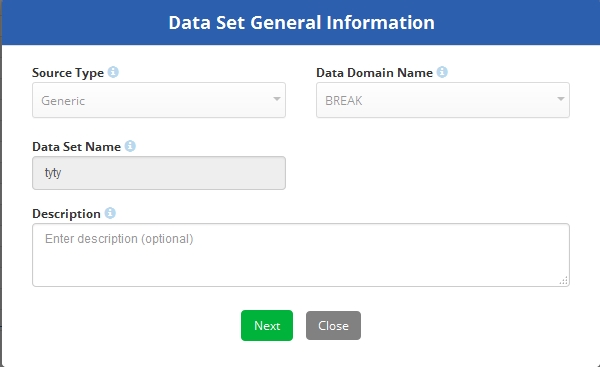 Data Set General Information
Source Type Data Domain Name
Generic BREAK
Data Set Name
tyty
Description
Enter description (optional)
Next Close